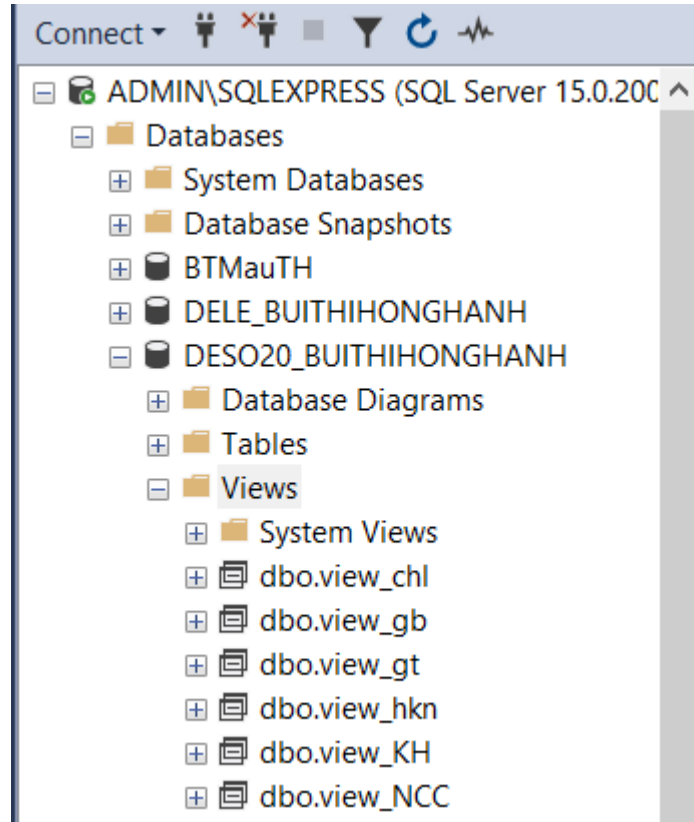 Connect
ADMIN\SQLEXPRESS (SQL Server 15.0.200
Databases
System Databases
Database Snapshots
BTMauTH
DELE_BUITHIHONGHANH
DESO20_BUITHIHONGHANH
Database Diagrams
Tables
Views
System Views
dbo.view_chl
dbo.view_gb
dbo.view_gt
dbo.view_hkn
dbo.view_KH
dbo.view_NCC